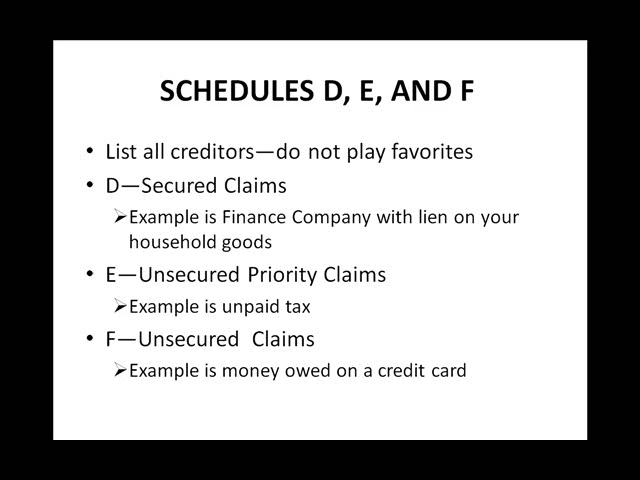 SCHEDULES D, E, AND F
• List all creditors—do not play favorites
• D—Secured Claims
➢Example is Finance Company with lien on your
household goods
• E—Unsecured Priority Claims
➢Example is unpaid tax
• F—Unsecured  Claims
➢Example is money owed on a credit card